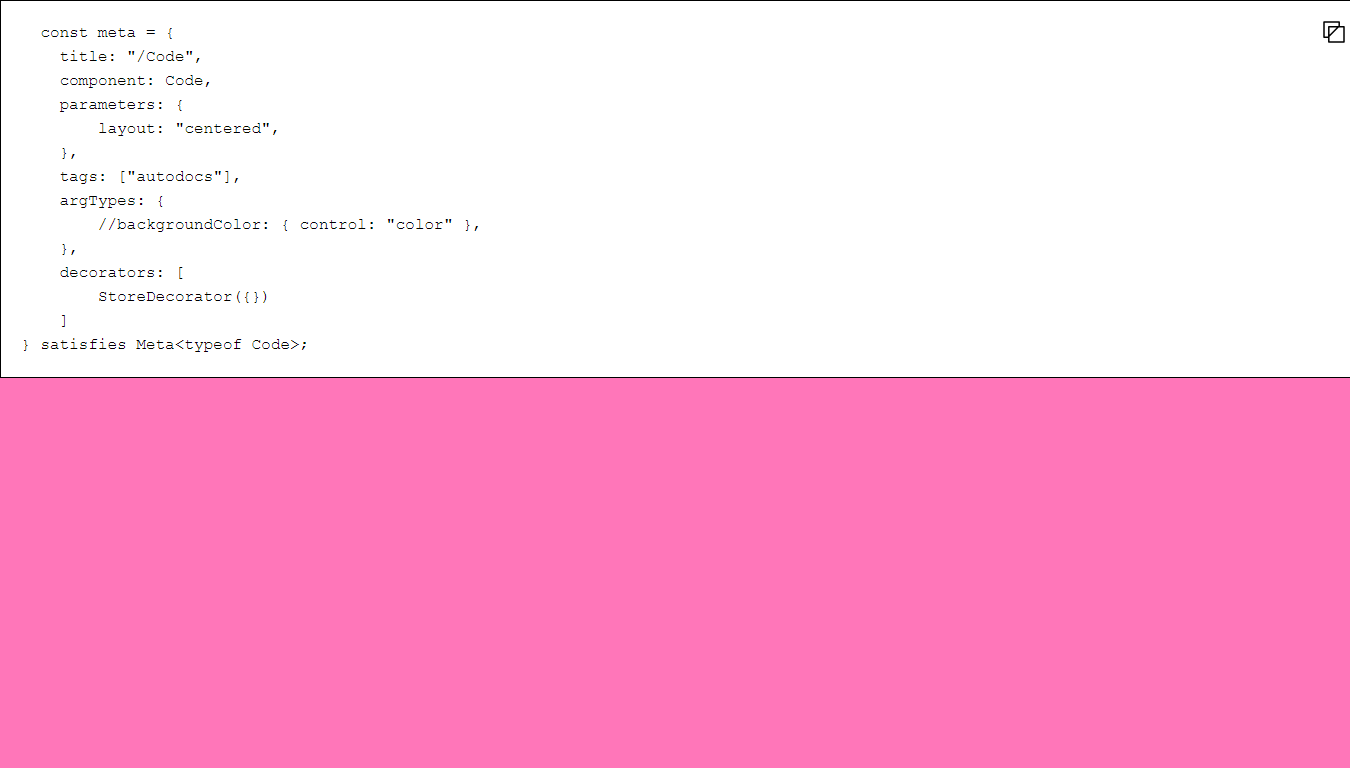 const meta = {
title: "/Code",
component: Code,
parameters: {
layout: "centered",
},
tags: ["autodocs"],
argTypes: {
//backgroundColor: { control: "color" },
},
decorators: [
StoreDecorator({})
]
} satisfies Meta<typeof Code>;